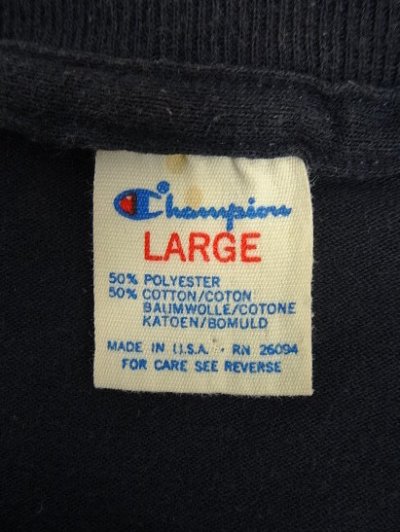 Champion
LARGE
50% POLYESTER
50% COTTON/COTON
BAUMWOLLE/COTONE
KATOEN/BOMULD
MADE IN U.S.A. • RN 26094
FOR CARE SEE REVERSE